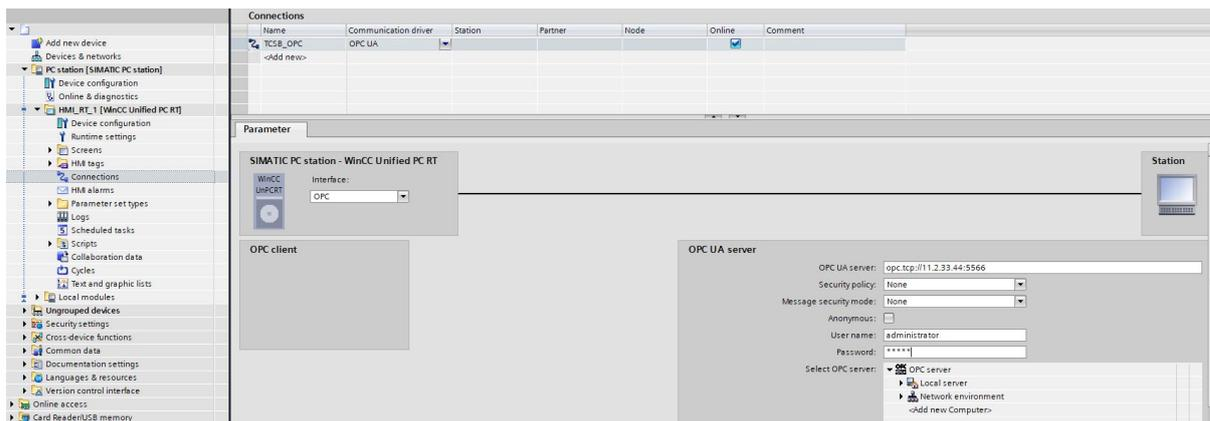 Add new device
Devices & networks
PC station [SIMATIC PC station]
Device configuration
Online & diagnostics
HMI_RT_1 [WinCC Unified PC RT]
Device configuration
Runtime settings
Screens
HMI tags
Connections
HMI alarms
Parameter set types
Logs
Scheduled tasks
Scripts
Collaboration data
Cycles
Text and graphic lists
Local modules
Ungrouped devices
Security settings
Cross-device functions
Common data
Documentation settings
Languages & resources
Version control interface
Online access
Card Reader/USB memory
Connections
Name Communication driver Station Partner Node Online Comment
TCSB_OPC OPC UA
<Add new>
Parameter
SIMATIC PC station - WinCC Unified PC RT
WinCC
UnPCRT
Interface:
OPC
Station
OPC client
OPC UA server
OPC UA server: opc.tcp://11.2.33.44:5566
Security policy: None
Message security mode: None
Anonymous:
User name: administrator
Password: *****
Select OPC server: OPC server
Local server
Network environment
<Add new Computer>